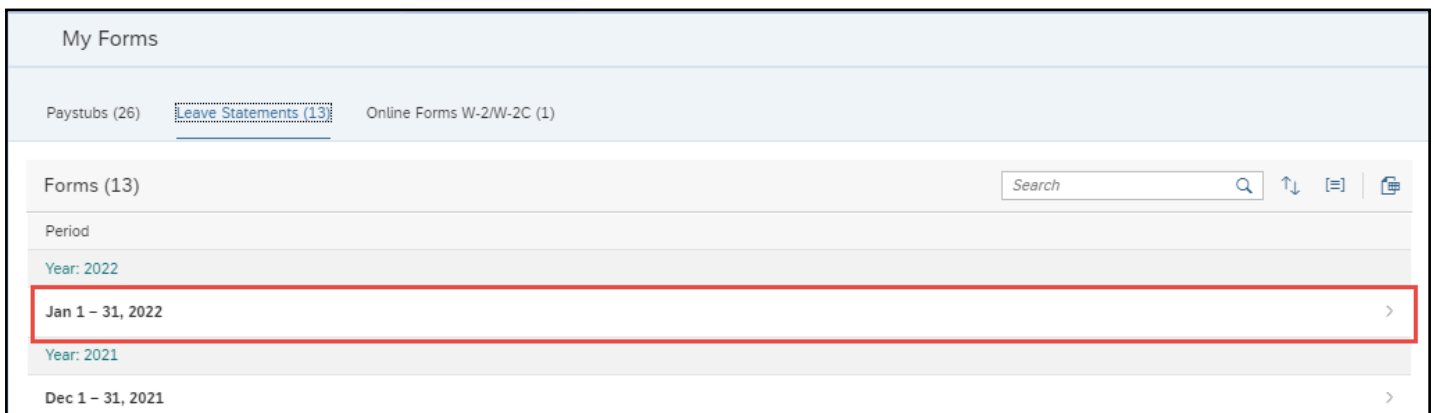 My Forms
Paystubs (26) Leave Statements (13) Online Forms W-2/W-2C (1)
Forms (13) Search
Period
Year: 2022
Jan 1 – 31, 2022
Year: 2021
Dec 1 – 31, 2021